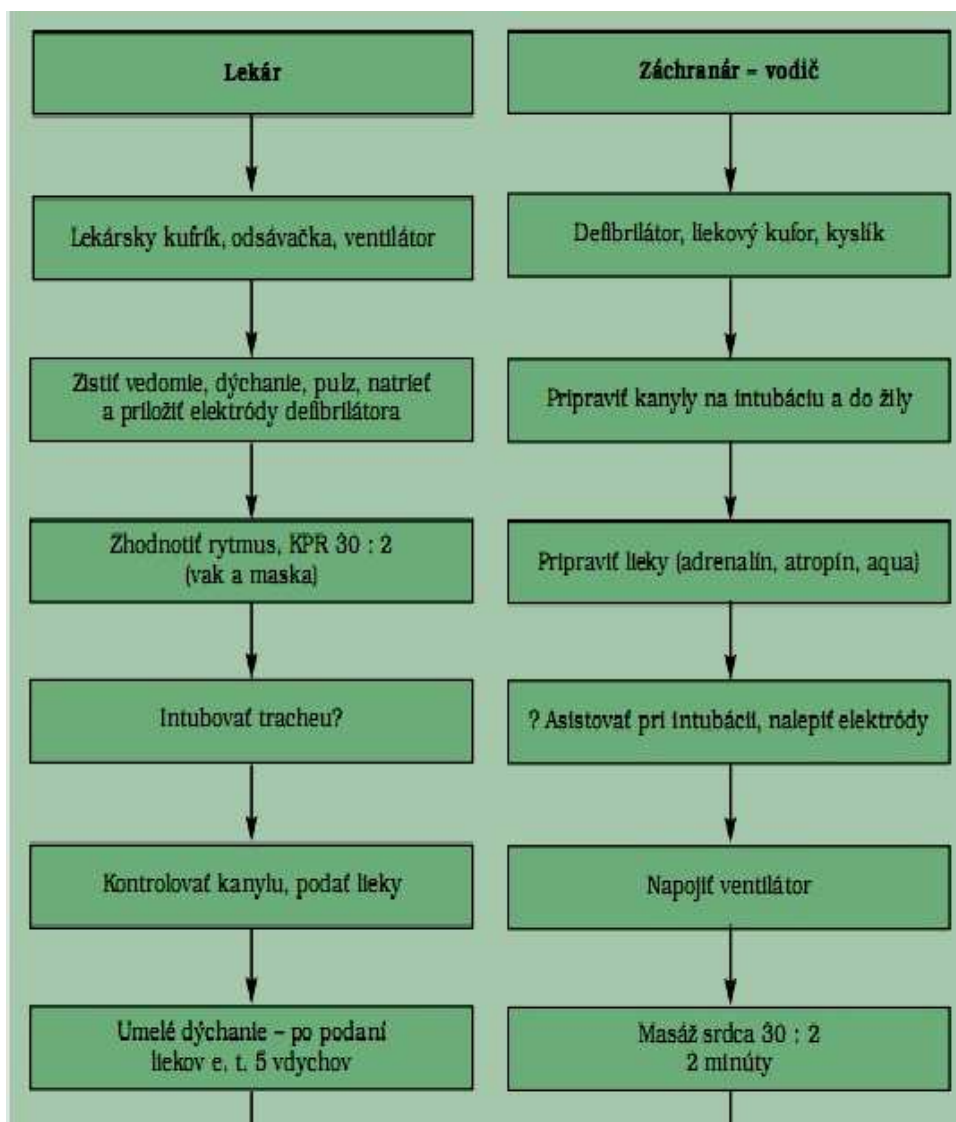 Lekár
Lekársky kufrík, odsávačka, ventilátor
Zistiť vedomie, dýchanie, pulz, natrieť
a priložiť elektródy defibrilátora
Zhodnotiť rytmus, KPR 30 : 2
(vak a maska)
Intubovať tracheu?
Kontrolovať kanylu, podať lieky
Umelé dýchanie – po podaní
liekov e, t. 5 vdychov
Záchranár – vodič
Defibrilátor, liekový kufor, kyslík
Pripraviť kanyly na intubáciu a do žily
Pripraviť lieky (adrenalín, atropín, aqua)
? Asistovať pri intubácii, nalepiť elektródy
Napojiť ventilátor
Masáž srdca 30 : 2
2 minúty